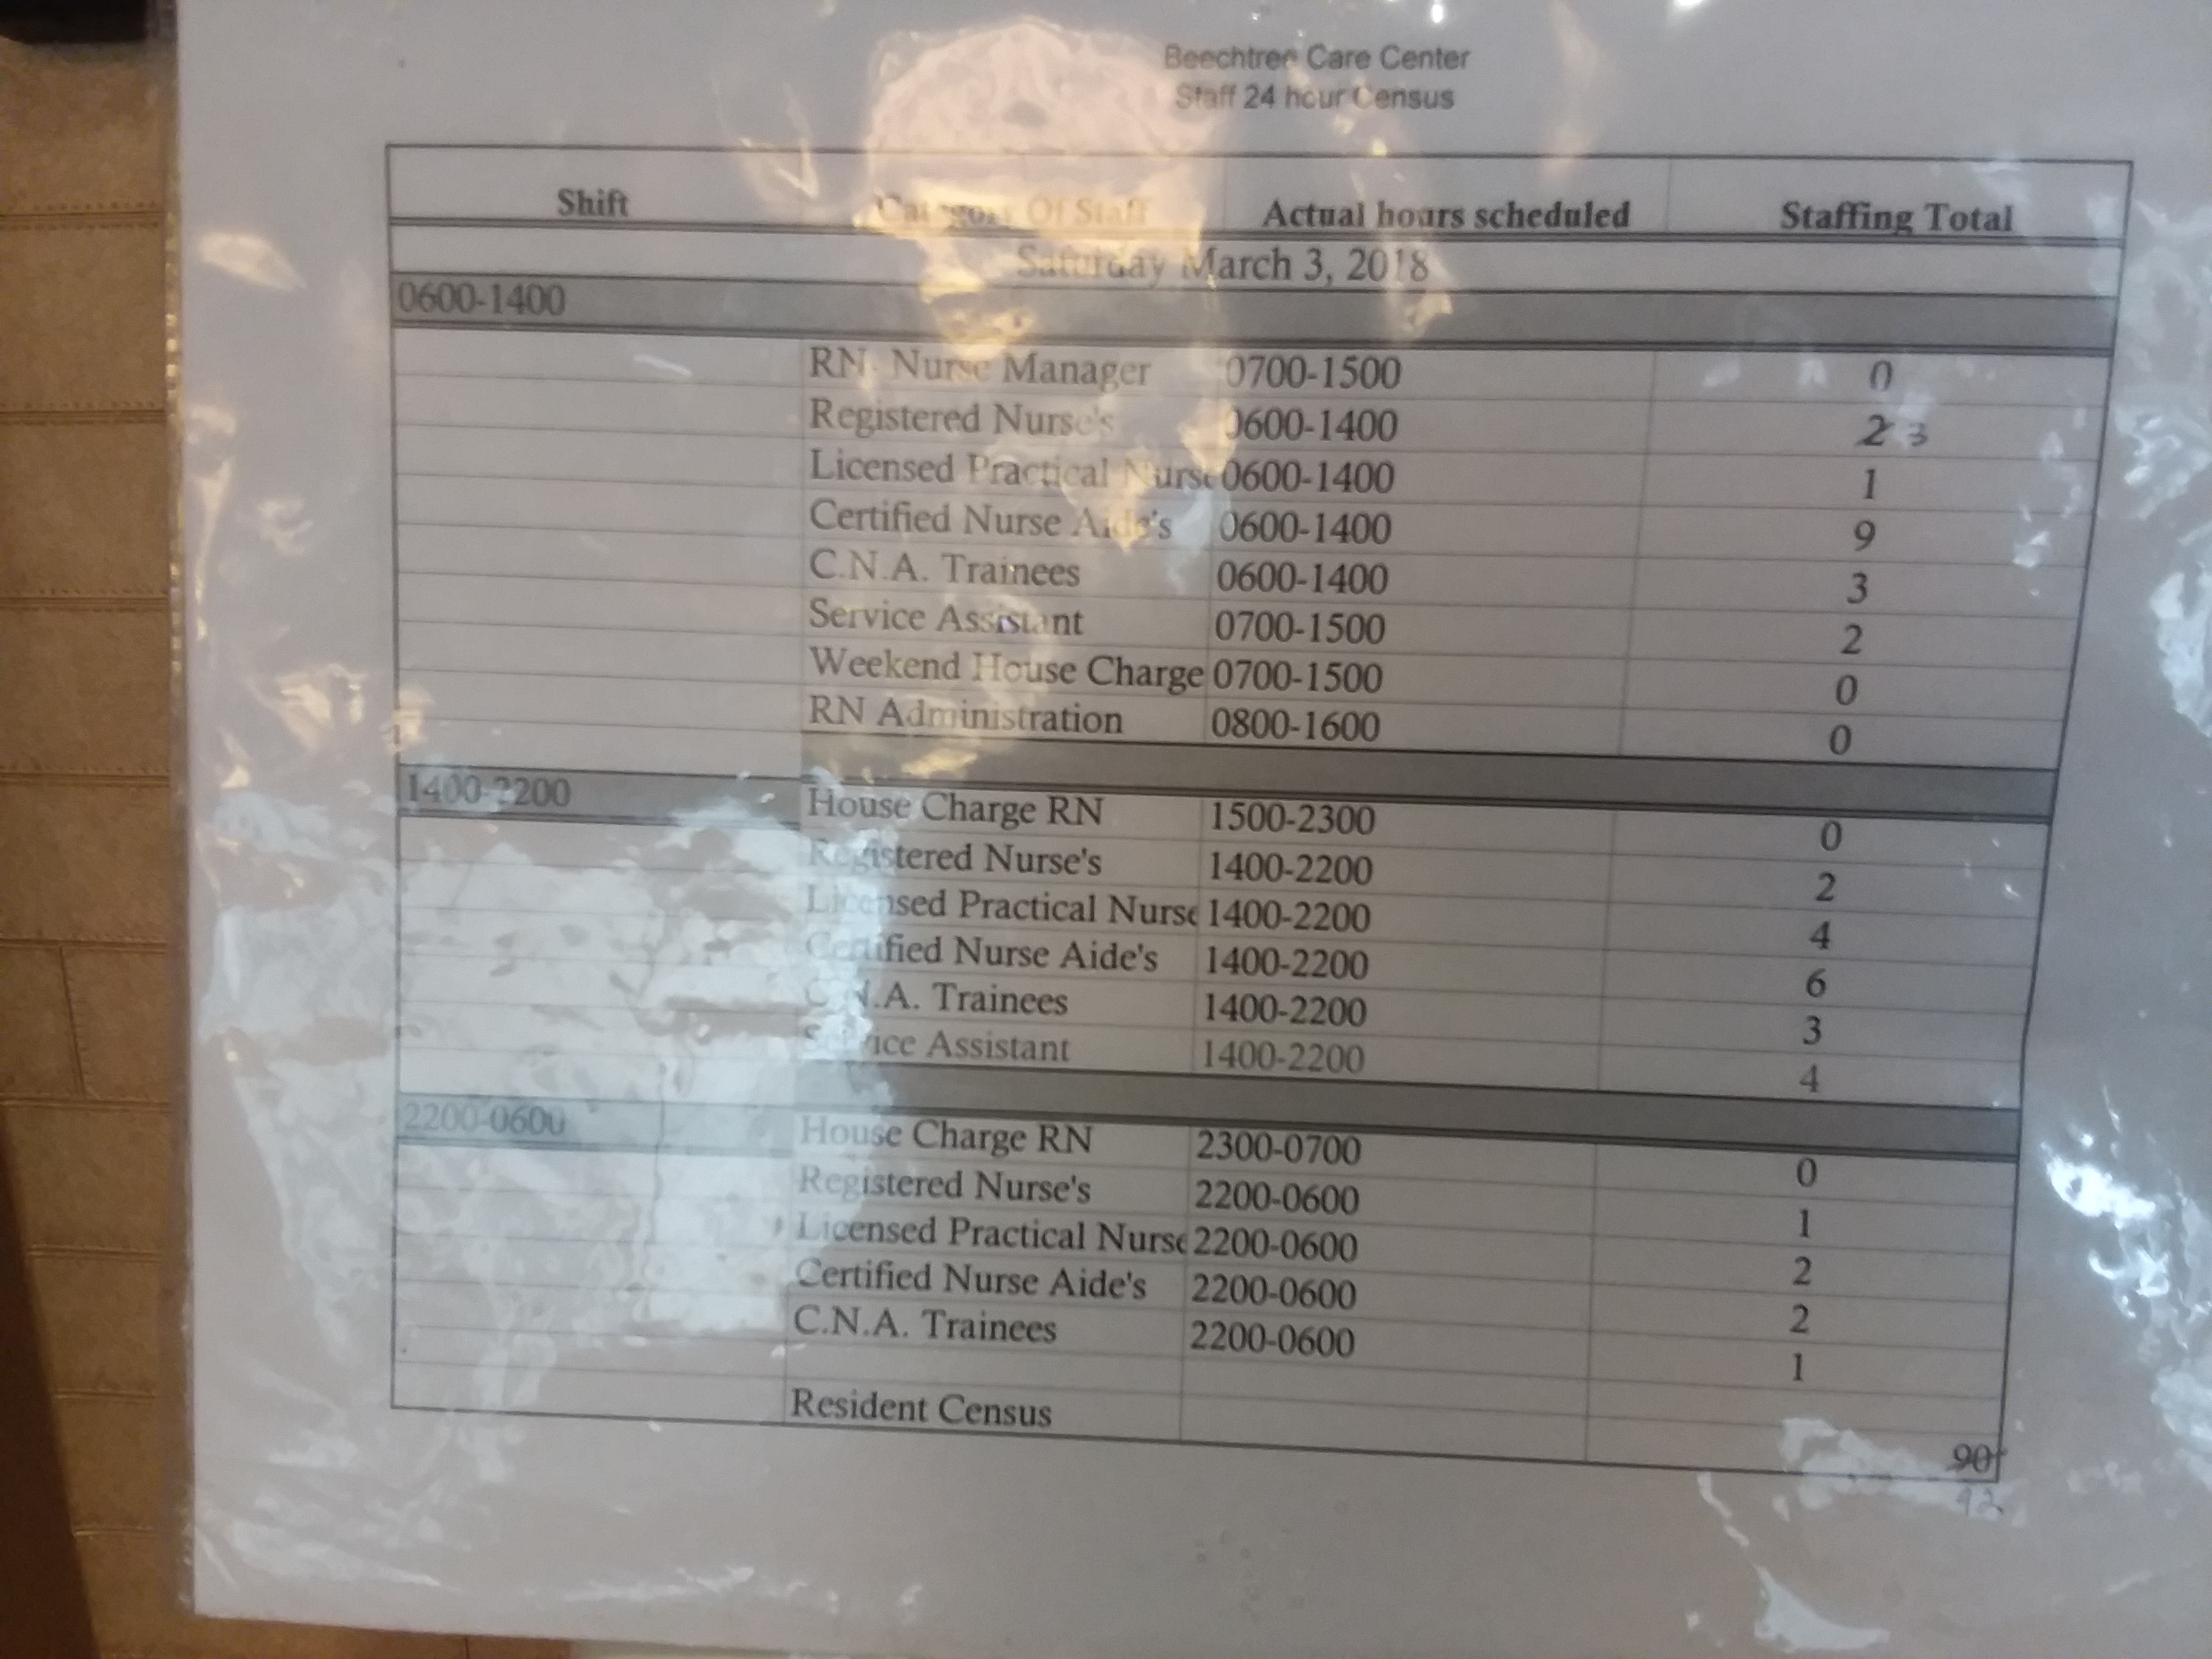 Beechtree Care Center
Staff 24 hour Census
Shift Category Of Staff Actual hours scheduled Staffing Total
Saturday March 3, 2018
0600-1400
RN Nurse Manager 0700-1500 0
Registered Nurse's 0600-1400 2 3
Licensed Practical Nurse 0600-1400 1
Certified Nurse Aide's 0600-1400 9
C.N.A. Trainees 0600-1400 3
Service Assistant 0700-1500 2
Weekend House Charge 0700-1500 0
RN Administration 0800-1600 0
1400-2200
House Charge RN 1500-2300 0
Registered Nurse's 1400-2200 2
Licensed Practical Nurse 1400-2200 4
Certified Nurse Aide's 1400-2200 6
C.N.A. Trainees 1400-2200 3
Service Assistant 1400-2200 4
2200-0600
House Charge RN 2300-0700 0
Registered Nurse's 2200-0600 1
Licensed Practical Nurse 2200-0600 2
Certified Nurse Aide's 2200-0600 2
C.N.A. Trainees 2200-0600 1
Resident Census 90
92